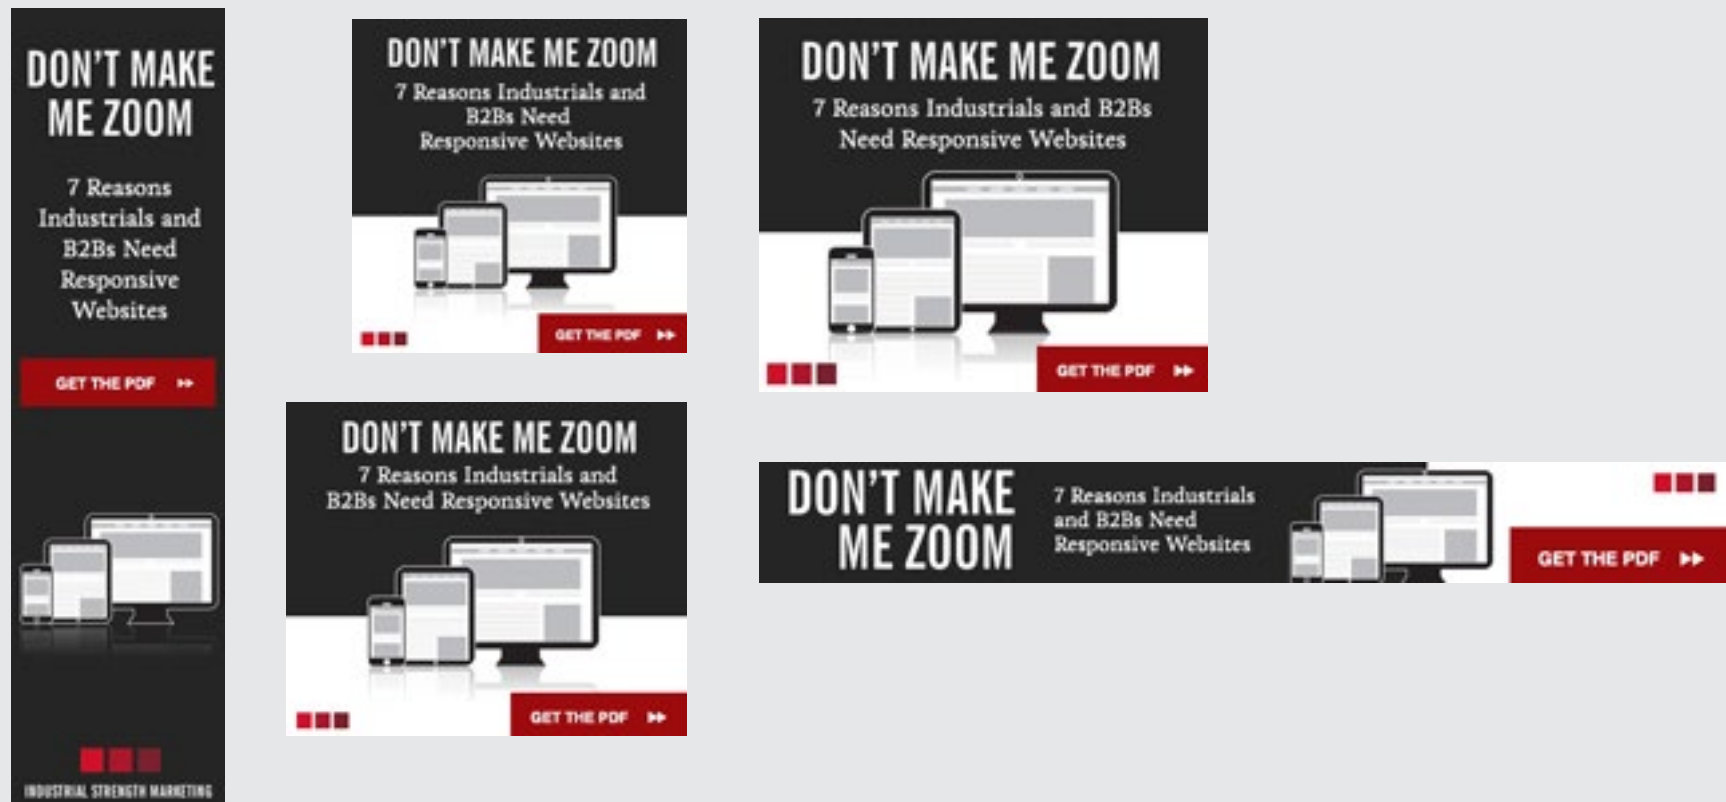 DON'T MAKE
ME ZOOM
7 Reasons
Industrials and
B2Bs Need
Responsive
Websites
GET THE PDF
INDUSTRIAL STRENGTH MARKETING
DON'T MAKE ME ZOOM
7 Reasons Industrials and
B2Bs Need
Responsive Websites
GET THE PDF
DON'T MAKE ME ZOOM
7 Reasons Industrials and B2Bs
Need Responsive Websites
GET THE PDF
DON'T MAKE ME ZOOM
7 Reasons Industrials and
B2Bs Need Responsive Websites
GET THE PDF
DON'T MAKE
ME ZOOM
7 Reasons Industrials
and B2Bs Need
Responsive Websites
GET THE PDF